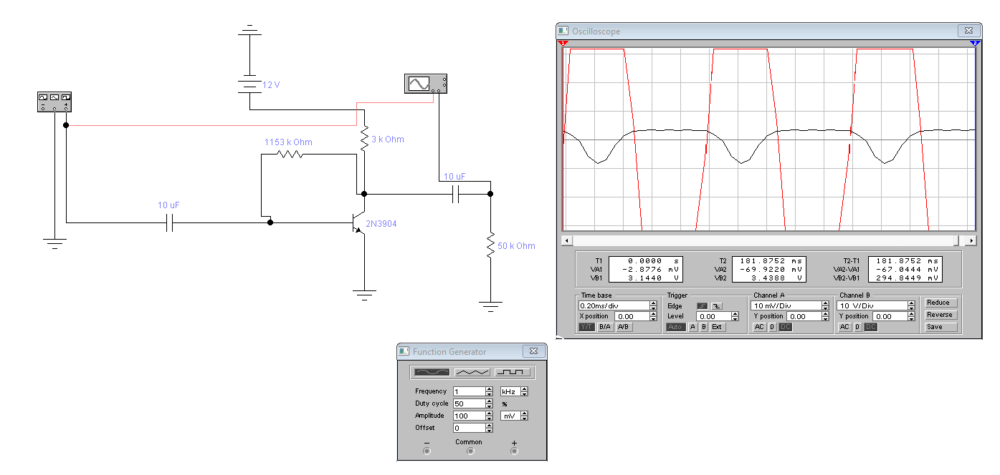 12 V
3 k Ohm
1153 k Ohm
10 uF
10 uF
2N3904
50 k Ohm
Oscilloscope
1
2
T1 0.0000 s
VA1 -2.8776 mV
VB1 3.1440 V
T2 181.8752 ms
VA2 -69.9220 mV
VB2 3.4388 V
T2-T1 181.8752 ms
VA2-VA1 -67.0444 mV
VB2-VB1 294.8449 mV
Time base
0.20ms/div
X position 0.00
Y/T B/A A/B
Trigger
Edge
Level 0.00
Auto A B Ext
Channel A
10 mV/Div
Y position 0.00
AC 0 DC
Channel B
10 V/Div
Y position 0.00
AC 0 DC
Reduce
Reverse
Save
Function Generator
Frequency 1 kHz
Duty cycle 50 %
Amplitude 100 mV
Offset 0
− Common +